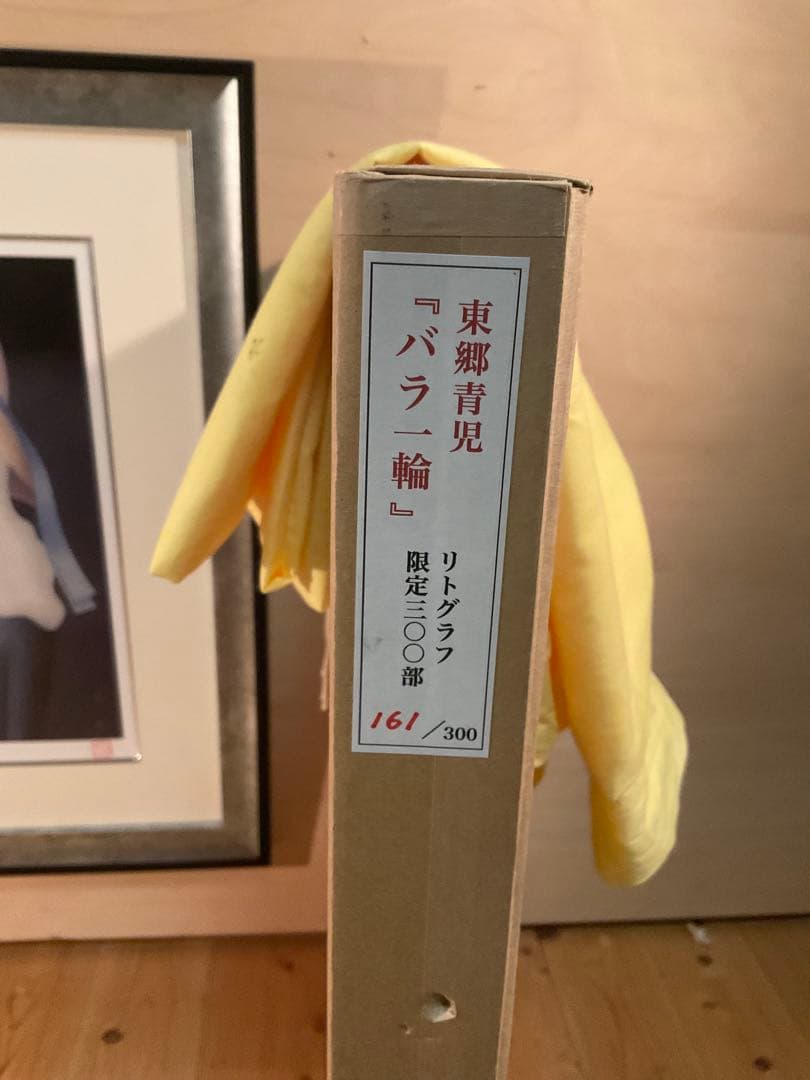 東郷青児
『バラ一輪』
リトグラフ
限定三〇〇部
161/300